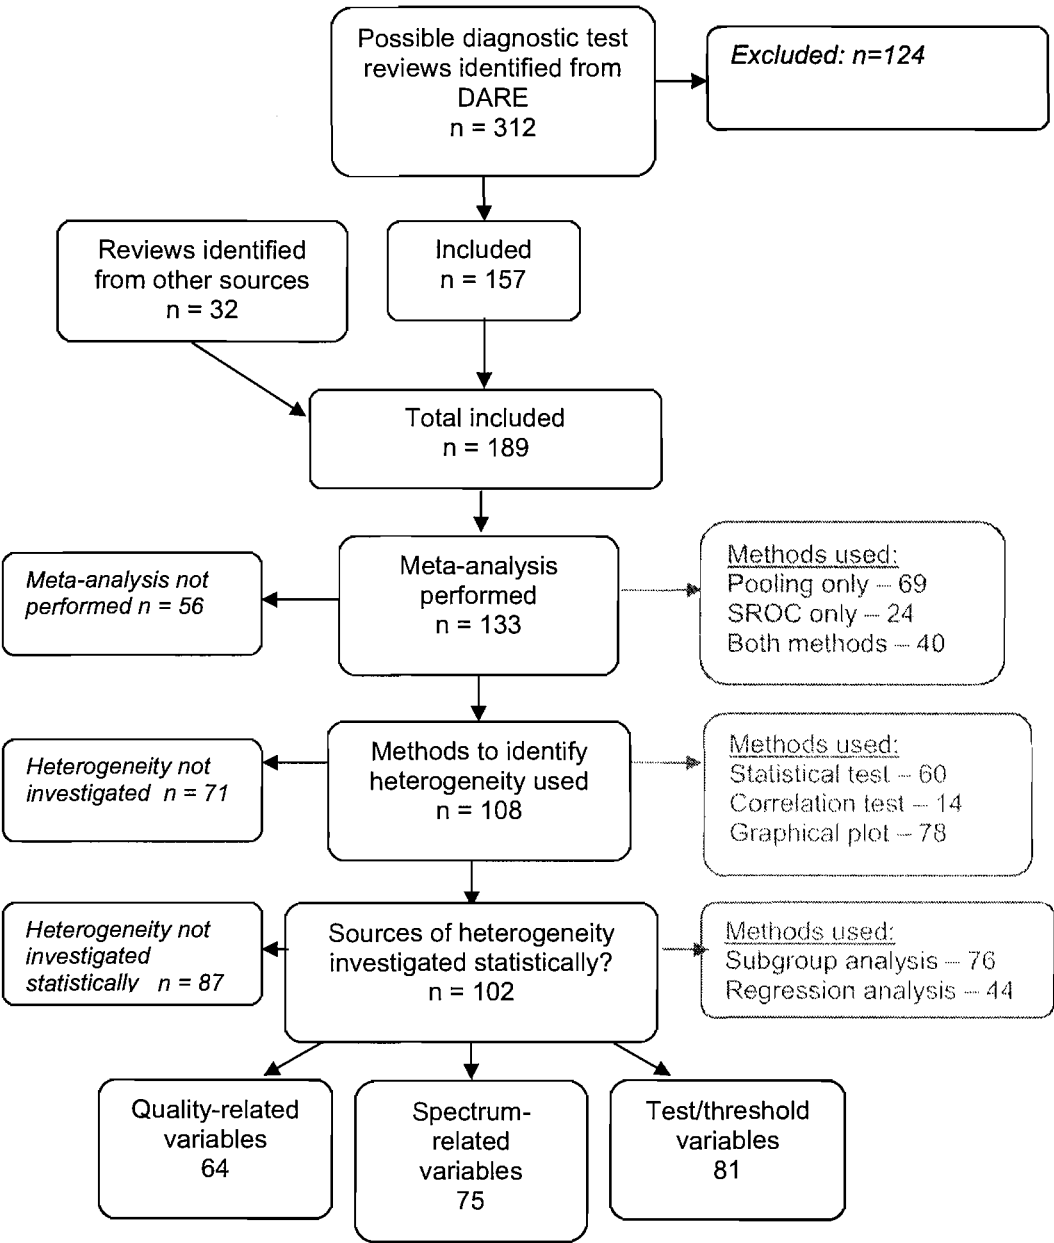 Possible diagnostic test
reviews identified from
DARE
n = 312
Excluded: n=124
Reviews identified
from other sources
n = 32
Included
n = 157
Total included
n = 189
Meta-analysis not
performed n = 56
Meta-analysis
performed
n = 133
Methods used:
Pooling only – 69
SROC only – 24
Both methods – 40
Heterogeneity not
investigated n = 71
Methods to identify
heterogeneity used
n = 108
Methods used:
Statistical test – 60
Correlation test – 14
Graphical plot – 78
Heterogeneity not
investigated
statistically n = 87
Sources of heterogeneity
investigated statistically?
n = 102
Methods used:
Subgroup analysis – 76
Regression analysis – 44
Quality-related
variables
64
Spectrum-
related
variables
75
Test/threshold
variables
81